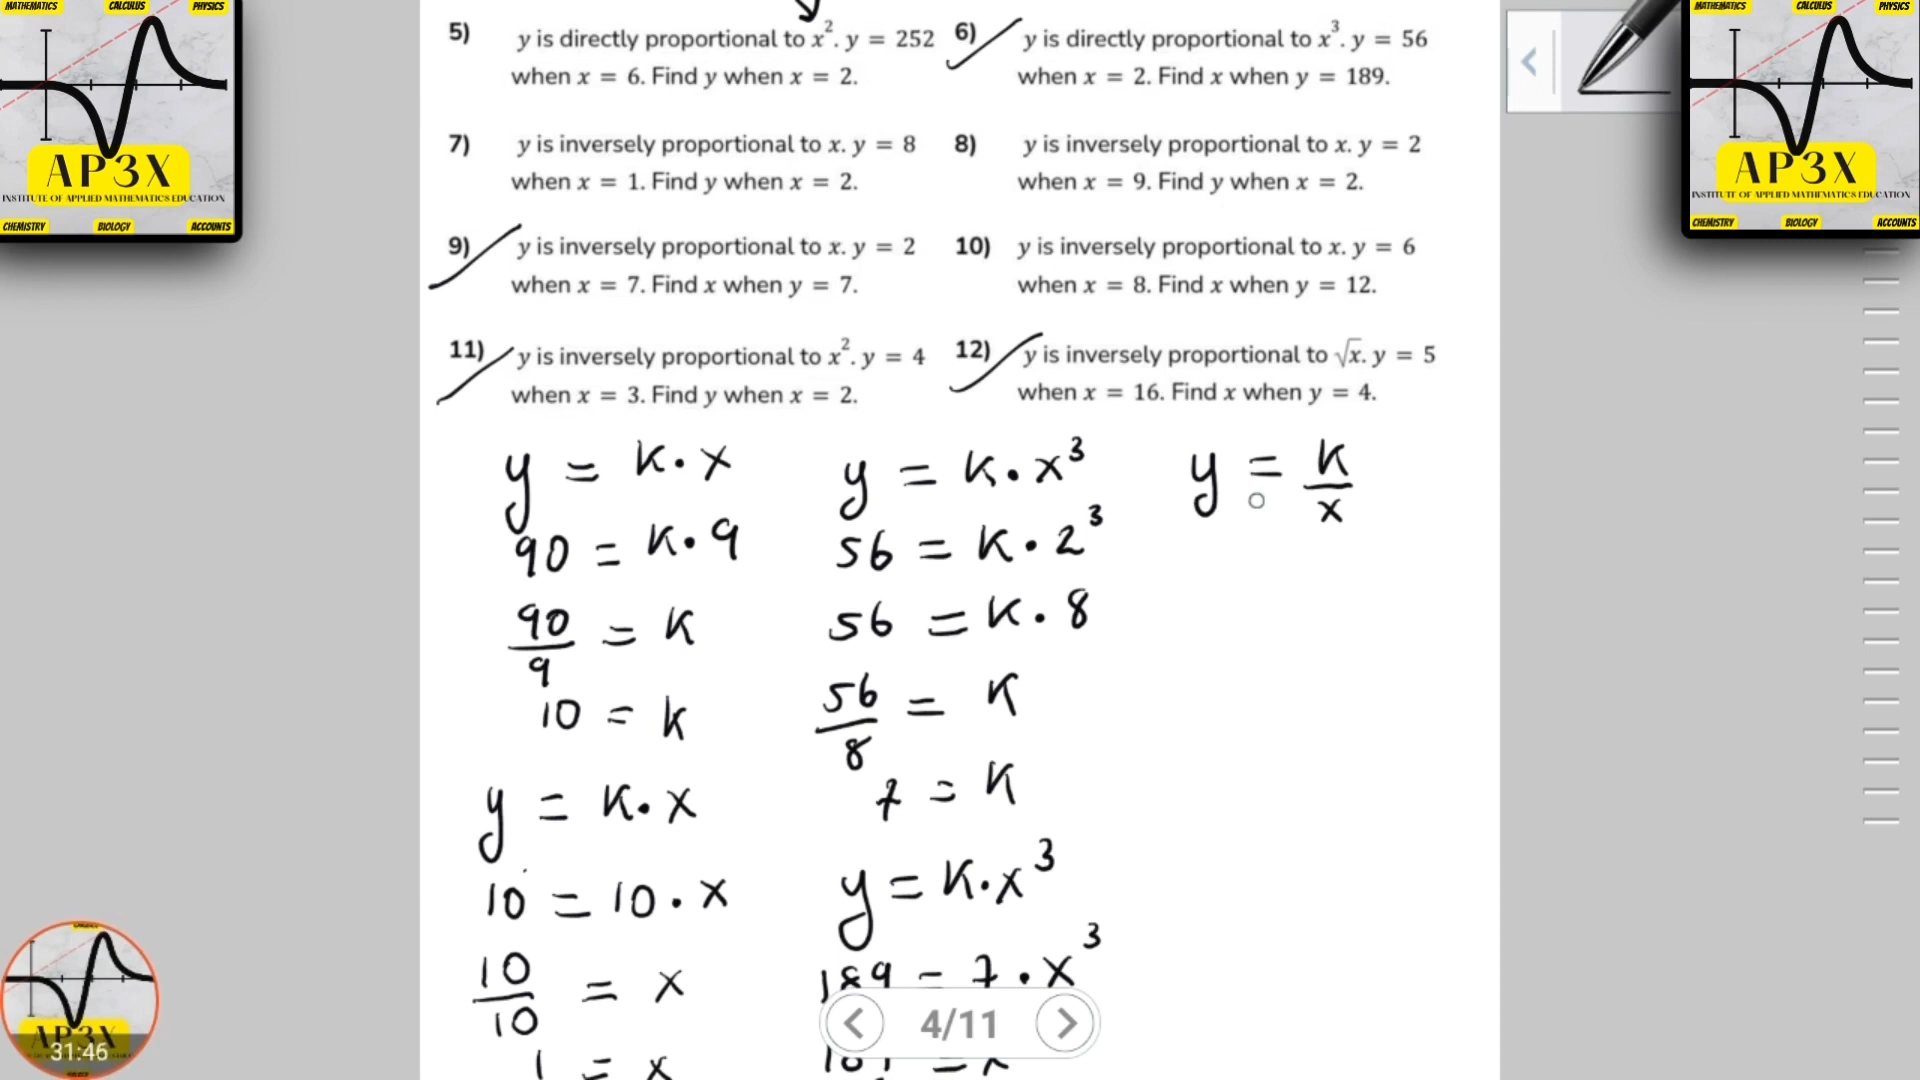 MATHEMATICS CALCULUS PHYSICS
AP3X
INSTITUTE OF APPLIED MATHEMATICS EDUCATION
CHEMISTRY BIOLOGY ACCOUNTS
5) y is directly proportional to x². y = 252
when x = 6. Find y when x = 2.
6) y is directly proportional to x³. y = 56
when x = 2. Find x when y = 189.
7) y is inversely proportional to x. y = 8
when x = 1. Find y when x = 2.
8) y is inversely proportional to x. y = 2
when x = 9. Find y when x = 2.
9) y is inversely proportional to x. y = 2
when x = 7. Find x when y = 7.
10) y is inversely proportional to x. y = 6
when x = 8. Find x when y = 12.
11) y is inversely proportional to x². y = 4
when x = 3. Find y when x = 2.
12) y is inversely proportional to √x. y = 5
when x = 16. Find x when y = 4.
y = k·x
90 = k·9
90/9 = k
10 = k
y = k·x
10 = 10·x
10/10 = x
1 = x
y = k·x³
56 = k·2³
56 = k·8
56/8 = k
7 = k
y = k·x³
189 = 7·x³
y = k/x
4/11
MATHEMATICS CALCULUS PHYSICS
AP3X
INSTITUTE OF APPLIED MATHEMATICS EDUCATION
CHEMISTRY BIOLOGY ACCOUNTS
AP3X
31:46